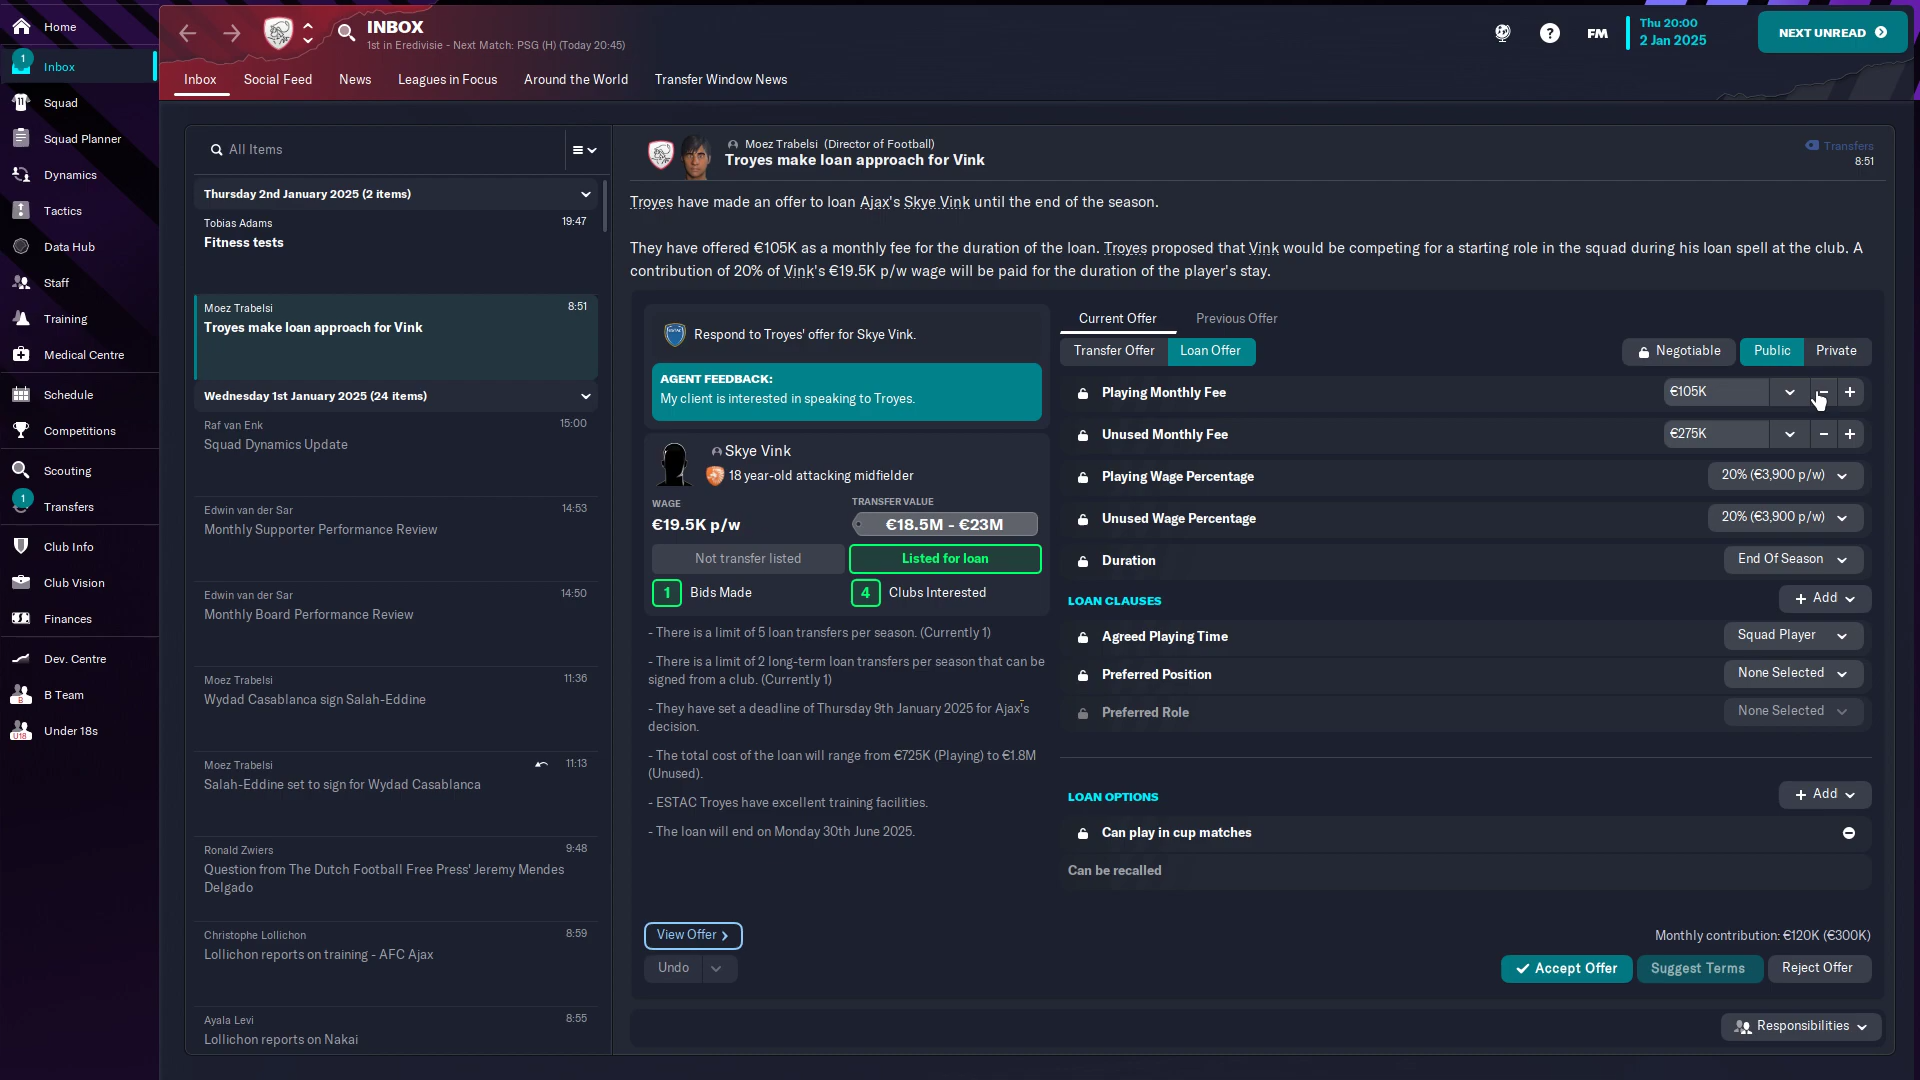 Home
1
Inbox
Squad
Squad Planner
Dynamics
Tactics
Data Hub
Staff
Training
Medical Centre
Schedule
Competitions
Scouting
1
Transfers
Club Info
Club Vision
Finances
Dev. Centre
B Team
U18
Under 18s
INBOX
1st in Eredivisie - Next Match: PSG (H) (Today 20:45)
FM
Thu 20:00
2 Jan 2025
NEXT UNREAD
Inbox
Social Feed
News
Leagues in Focus
Around the World
Transfer Window News
All Items
Thursday 2nd January 2025 (2 items)
Tobias Adams 19:47
Fitness tests
Moez Trabelsi 8:51
Troyes make loan approach for Vink
Wednesday 1st January 2025 (24 items)
Raf van Enk 15:00
Squad Dynamics Update
Edwin van der Sar 14:53
Monthly Supporter Performance Review
Edwin van der Sar 14:50
Monthly Board Performance Review
Moez Trabelsi 11:36
Wydad Casablanca sign Salah-Eddine
Moez Trabelsi 11:13
Salah-Eddine set to sign for Wydad Casablanca
Ronald Zwiers 9:48
Question from The Dutch Football Free Press' Jeremy Mendes
Delgado
Christophe Lollichon 8:59
Lollichon reports on training - AFC Ajax
Ayala Levi 8:55
Lollichon reports on Nakai
Moez Trabelsi (Director of Football)
Troyes make loan approach for Vink
Transfers
8:51
Troyes have made an offer to loan Ajax's Skye Vink until the end of the season.
They have offered €105K as a monthly fee for the duration of the loan. Troyes proposed that Vink would be competing for a starting role in the squad during his loan spell at the club. A
contribution of 20% of Vink's €19.5K p/w wage will be paid for the duration of the player's stay.
Respond to Troyes' offer for Skye Vink.
AGENT FEEDBACK:
My client is interested in speaking to Troyes.
Skye Vink
18 year-old attacking midfielder
WAGE TRANSFER VALUE
€19.5K p/w €18.5M - €23M
Not transfer listed Listed for loan
1 Bids Made 4 Clubs Interested
- There is a limit of 5 loan transfers per season. (Currently 1)
- There is a limit of 2 long-term loan transfers per season that can be
signed from a club. (Currently 1)
- They have set a deadline of Thursday 9th January 2025 for Ajax's
decision.
- The total cost of the loan will range from €725K (Playing) to €1.8M
(Unused).
- ESTAC Troyes have excellent training facilities.
- The loan will end on Monday 30th June 2025.
View Offer
Undo
Current Offer Previous Offer
Transfer Offer Loan Offer Negotiable Public Private
Playing Monthly Fee €105K
Unused Monthly Fee €275K
Playing Wage Percentage 20% (€3,900 p/w)
Unused Wage Percentage 20% (€3,900 p/w)
Duration End Of Season
LOAN CLAUSES + Add
Agreed Playing Time Squad Player
Preferred Position None Selected
Preferred Role None Selected
LOAN OPTIONS + Add
Can play in cup matches
Can be recalled
Monthly contribution: €120K (€300K)
Accept Offer Suggest Terms Reject Offer
Responsibilities